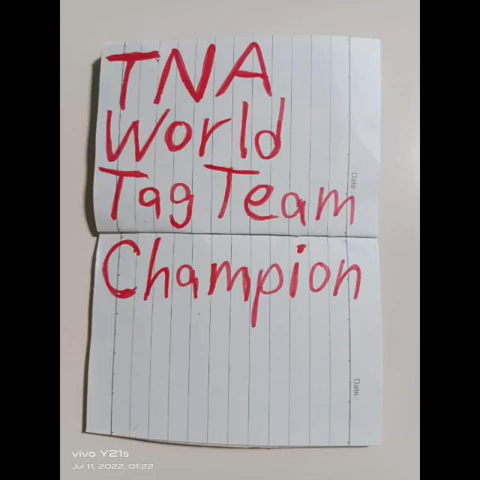 TNA
World
Tag Team
Champion
Date:
Date:
vivo Y21s
Jul 11, 2022, 01:22